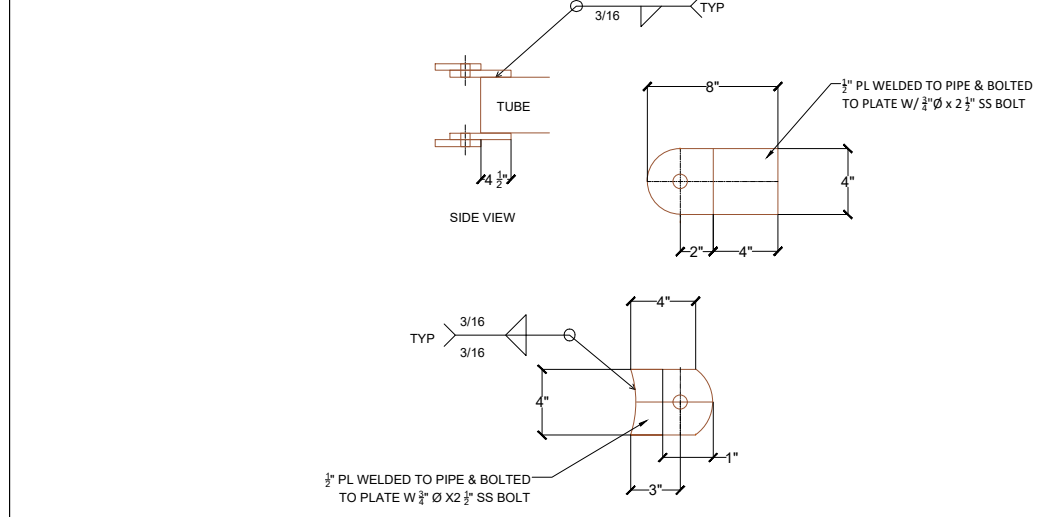 3/16
TYP
TUBE
4 ½"
SIDE VIEW
8"
½" PL WELDED TO PIPE & BOLTED
TO PLATE W/ ¾"Ø x 2 ½" SS BOLT
4"
2"
4"
4"
TYP
3/16
3/16
4"
1"
3"
½" PL WELDED TO PIPE & BOLTED
TO PLATE W ¾" Ø X2 ½" SS BOLT